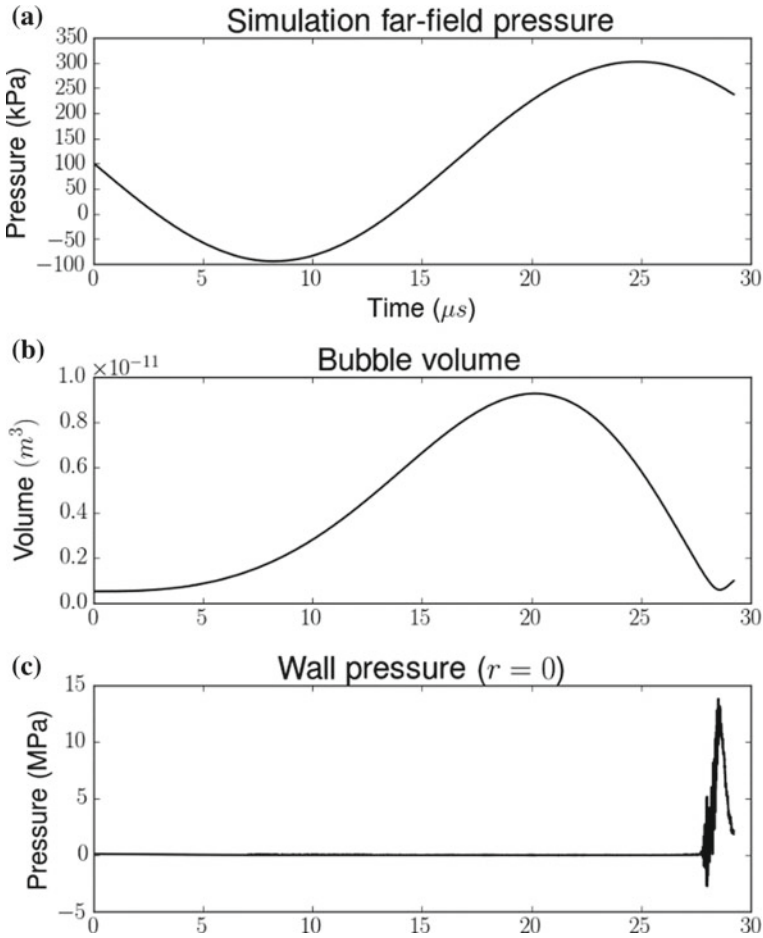 (a)
Simulation far-field pressure
Pressure (kPa)
350
300
250
200
150
100
50
0
−50
−100
0 5 10 15 20 25 30
Time (μs)
(b)
×10⁻¹¹
Bubble volume
Volume (m³)
1.0
0.8
0.6
0.4
0.2
0.0
0 5 10 15 20 25 30
(c)
Wall pressure (r = 0)
Pressure (MPa)
15
10
5
0
−5
0 5 10 15 20 25 30